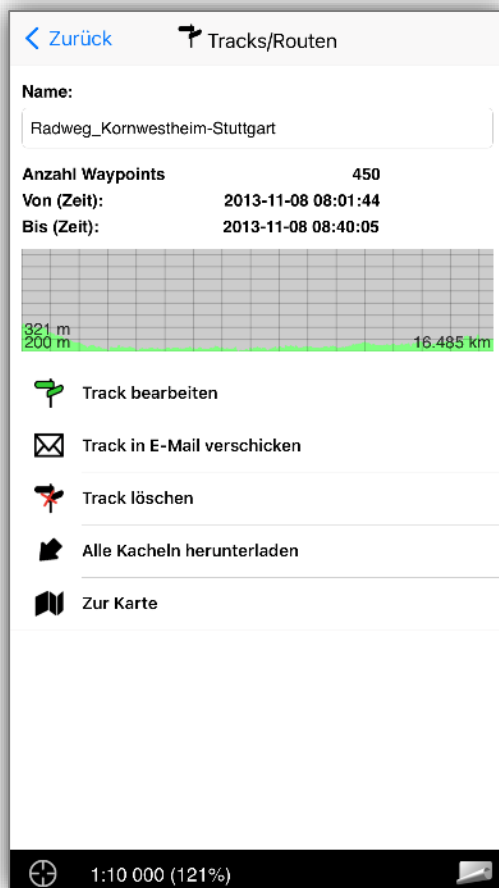 Zurück Tracks/Routen
Name:
Radweg_Kornwestheim-Stuttgart
Anzahl Waypoints 450
Von (Zeit): 2013-11-08 08:01:44
Bis (Zeit): 2013-11-08 08:40:05
321 m
200 m 16.485 km
Track bearbeiten
Track in E-Mail verschicken
Track löschen
Alle Kacheln herunterladen
Zur Karte
1:10 000 (121%)